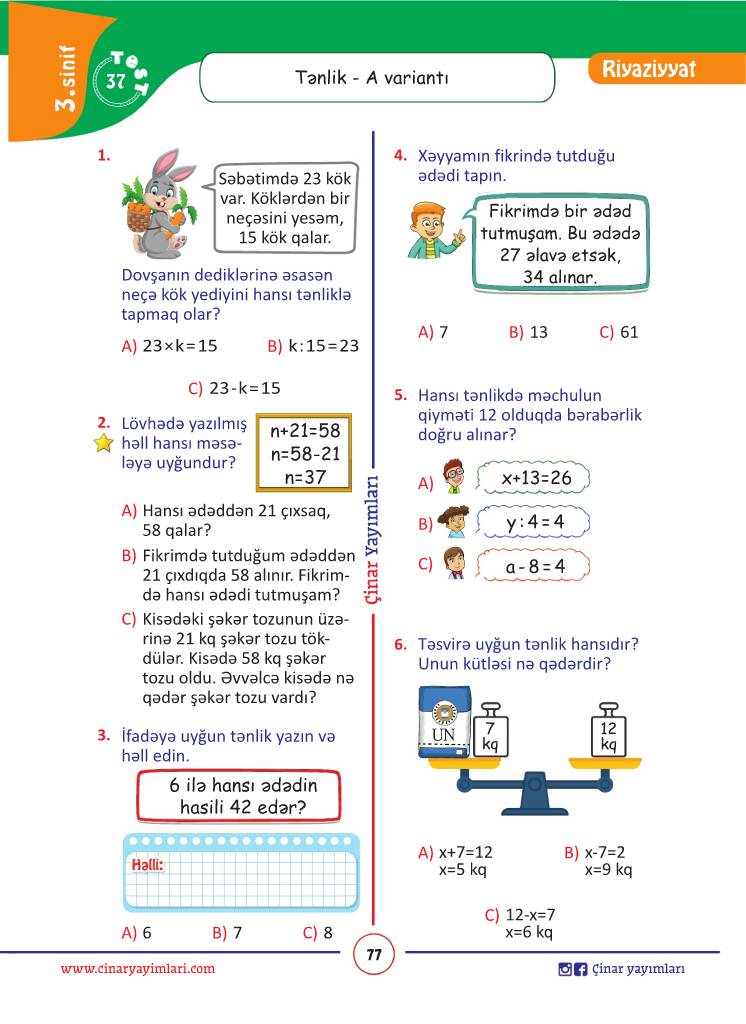 3. sinif
TEST
37
Tənlik - A variantı
Riyaziyyat
1.
Səbətimdə 23 kök
var. Köklərdən bir
neçəsini yesəm,
15 kök qalar.
Dovşanın dediklərinə əsasən
neçə kök yediyini hansı tənliklə
tapmaq olar?
A) 23×k=15 B) k:15=23
C) 23-k=15
2. Lövhədə yazılmış
həll hansı məsə-
ləyə uyğundur?
n+21=58
n=58-21
n=37
A) Hansı ədəddən 21 çıxsaq,
58 qalar?
B) Fikrimdə tutduğum ədəddən
21 çıxdıqda 58 alınır. Fikrim-
də hansı ədədi tutmuşam?
C) Kisədəki şəkər tozunun üzə-
rinə 21 kq şəkər tozu tök-
dülər. Kisədə 58 kq şəkər
tozu oldu. Əvvəlcə kisədə nə
qədər şəkər tozu vardı?
3. İfadəyə uyğun tənlik yazın və
həll edin.
6 ilə hansı ədədin
hasili 42 edər?
Həlli:
A) 6 B) 7 C) 8
Çinar Yayımları
4. Xəyyamın fikrində tutduğu
ədədi tapın.
Fikrimdə bir ədəd
tutmuşam. Bu ədədə
27 əlavə etsək,
34 alınar.
A) 7 B) 13 C) 61
5. Hansı tənlikdə məchulun
qiyməti 12 olduqda bərabərlik
doğru alınar?
A) x+13=26
B) y:4=4
C) a-8=4
6. Təsvirə uyğun tənlik hansıdır?
Unun kütləsi nə qədərdir?
UN
7
kq
12
kq
A) x+7=12 B) x-7=2
x=5 kq x=9 kq
C) 12-x=7
x=6 kq
77
www.cinaryayimlari.com
Çinar yayımları